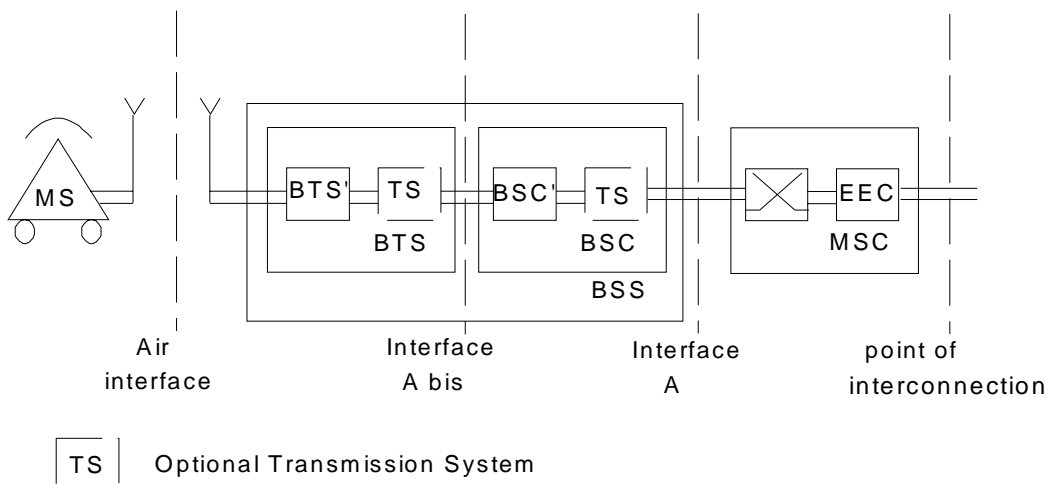 MS
BTS'
TS
BTS
BSC'
TS
BSC
BSS
EEC
MSC
Air
interface
Interface
A bis
Interface
A
point of
interconnection
TS
Optional Transmission System